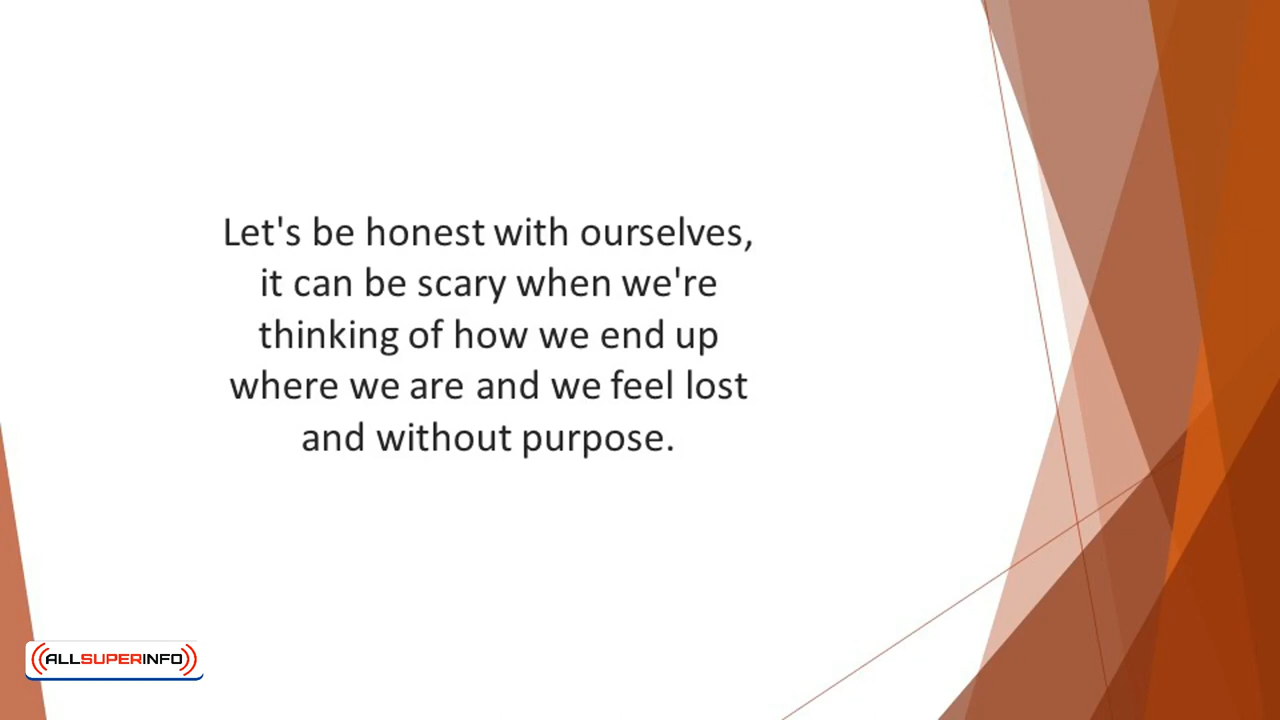 Let's be honest with ourselves,
it can be scary when we're
thinking of how we end up
where we are and we feel lost
and without purpose.
ALLSUPERINFO